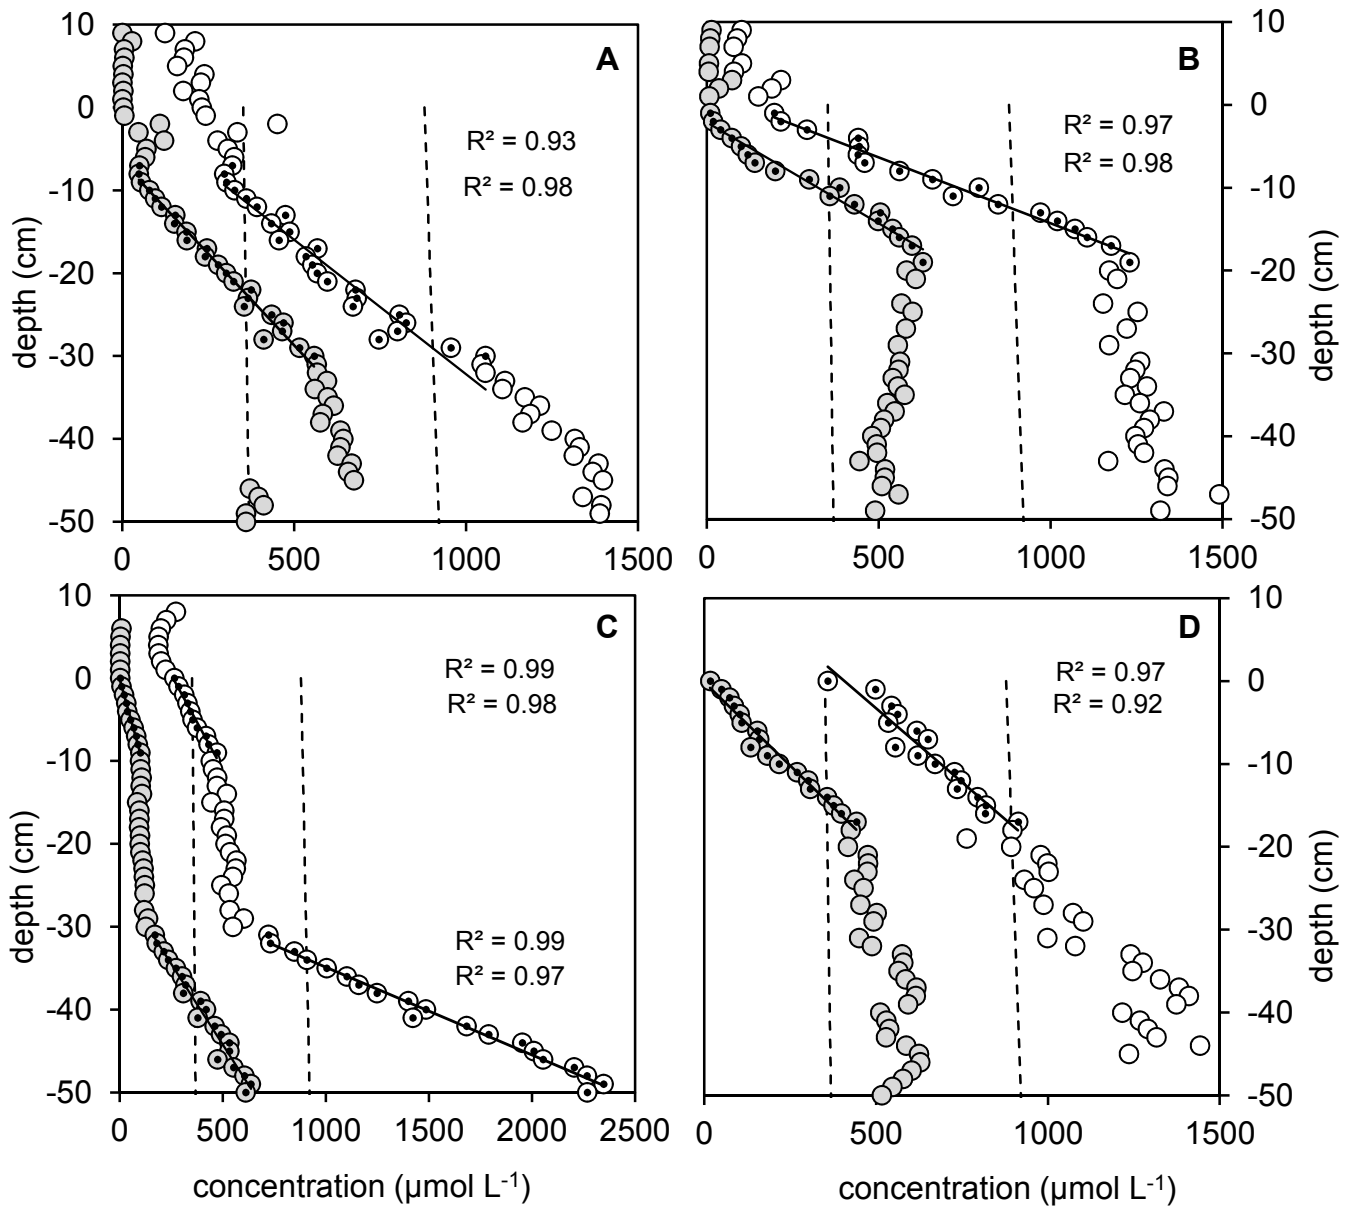 10
0
-10
-20
-30
-40
-50
depth (cm)
A
R² = 0.93
R² = 0.98
0
500
1000
1500
B
R² = 0.97
R² = 0.98
10
0
-10
-20
-30
-40
-50
depth (cm)
0
500
1000
1500
10
0
-10
-20
-30
-40
-50
depth (cm)
C
R² = 0.99
R² = 0.98
R² = 0.99
R² = 0.97
0
500
1000
1500
2000
2500
concentration (µmol L⁻¹)
D
R² = 0.97
R² = 0.92
10
0
-10
-20
-30
-40
-50
depth (cm)
0
500
1000
1500
concentration (µmol L⁻¹)